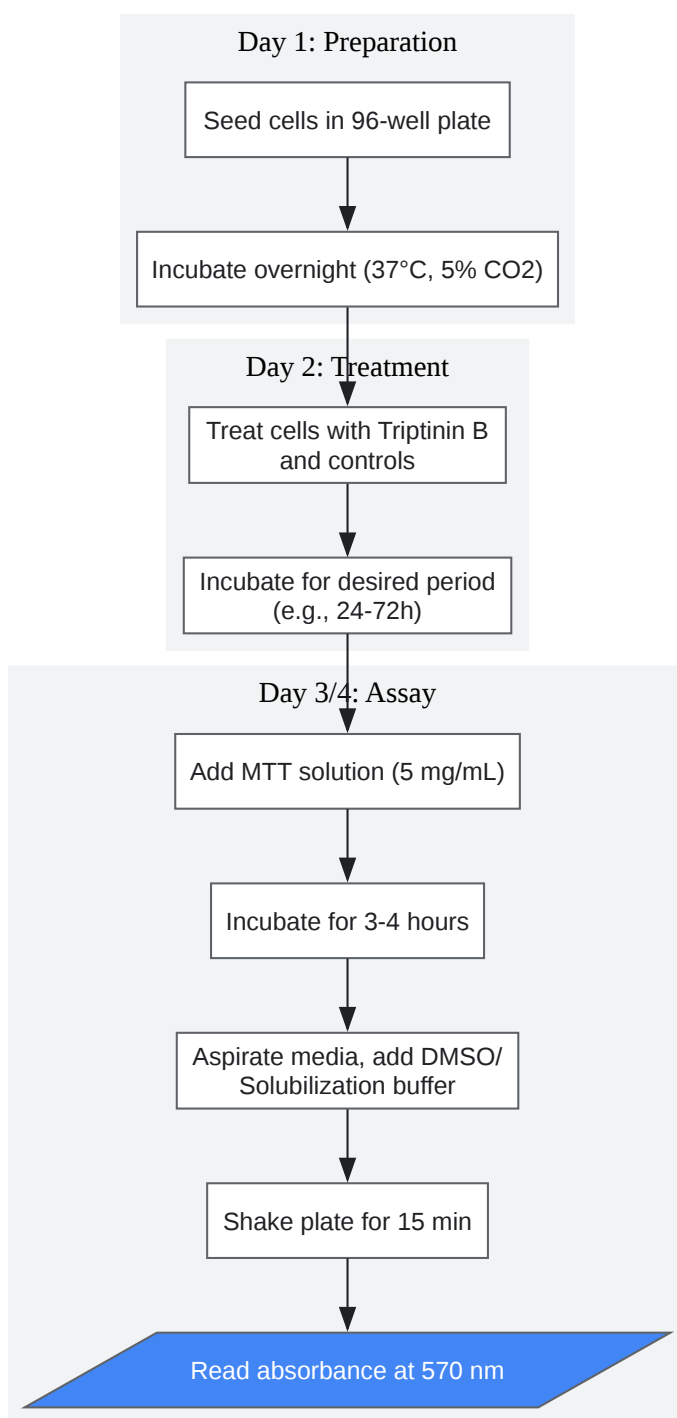 Day 1: Preparation
Seed cells in 96-well plate
Incubate overnight (37°C, 5% CO2)
Day 2: Treatment
Treat cells with Triptinin B
and controls
Incubate for desired period
(e.g., 24-72h)
Day 3/4: Assay
Add MTT solution (5 mg/mL)
Incubate for 3-4 hours
Aspirate media, add DMSO/
Solubilization buffer
Shake plate for 15 min
Read absorbance at 570 nm